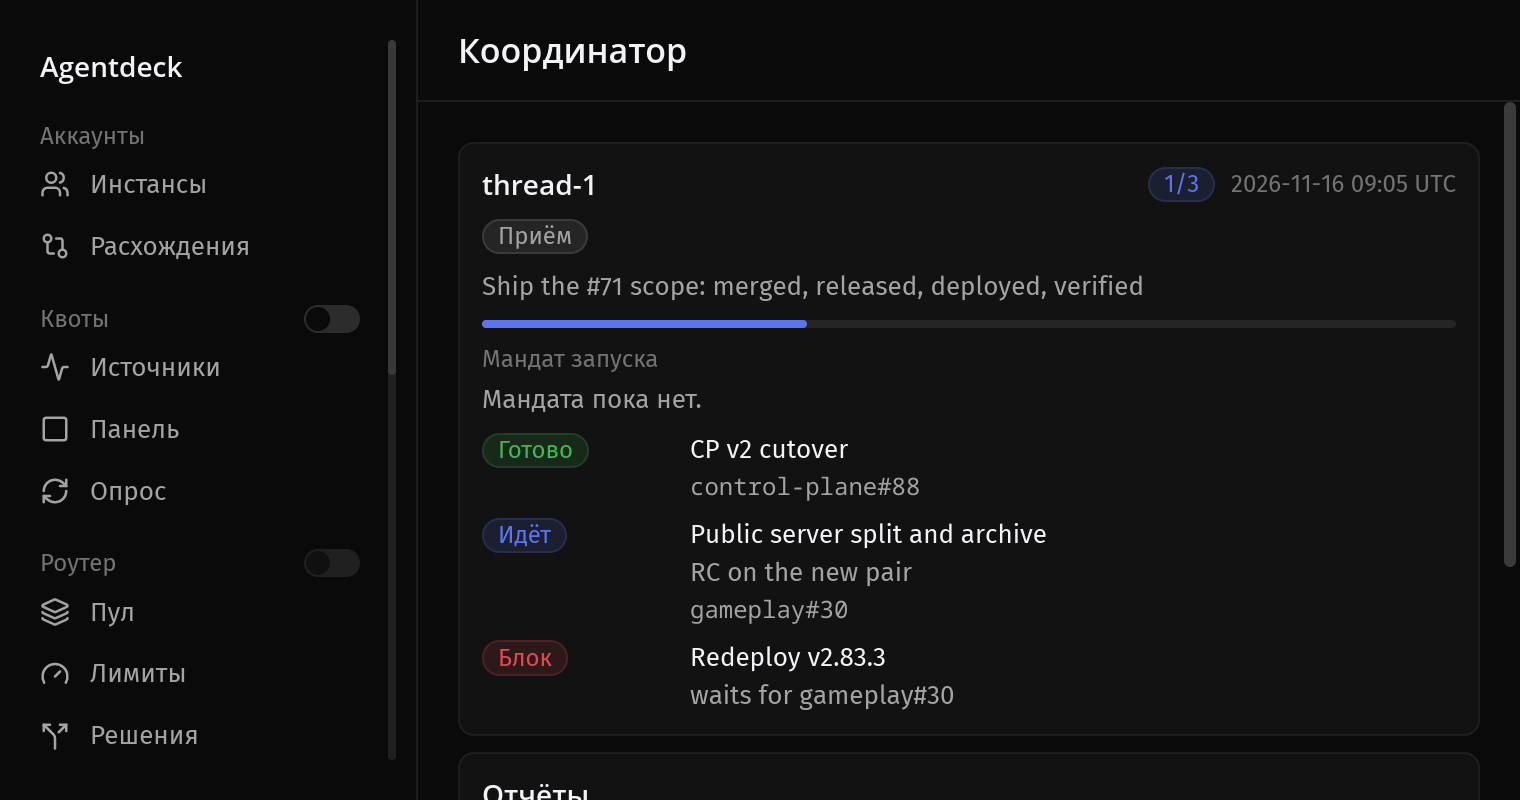 Agentdeck
Аккаунты
Инстансы
Расхождения
Квоты
Источники
Панель
Опрос
Роутер
Пул
Лимиты
Решения
Координатор
thread-1
1/3 2026-11-16 09:05 UTC
Приём
Ship the #71 scope: merged, released, deployed, verified
Мандат запуска
Мандата пока нет.
Готово CP v2 cutover
control-plane#88
Идёт Public server split and archive
RC on the new pair
gameplay#30
Блок Redeploy v2.83.3
waits for gameplay#30
Отчёты